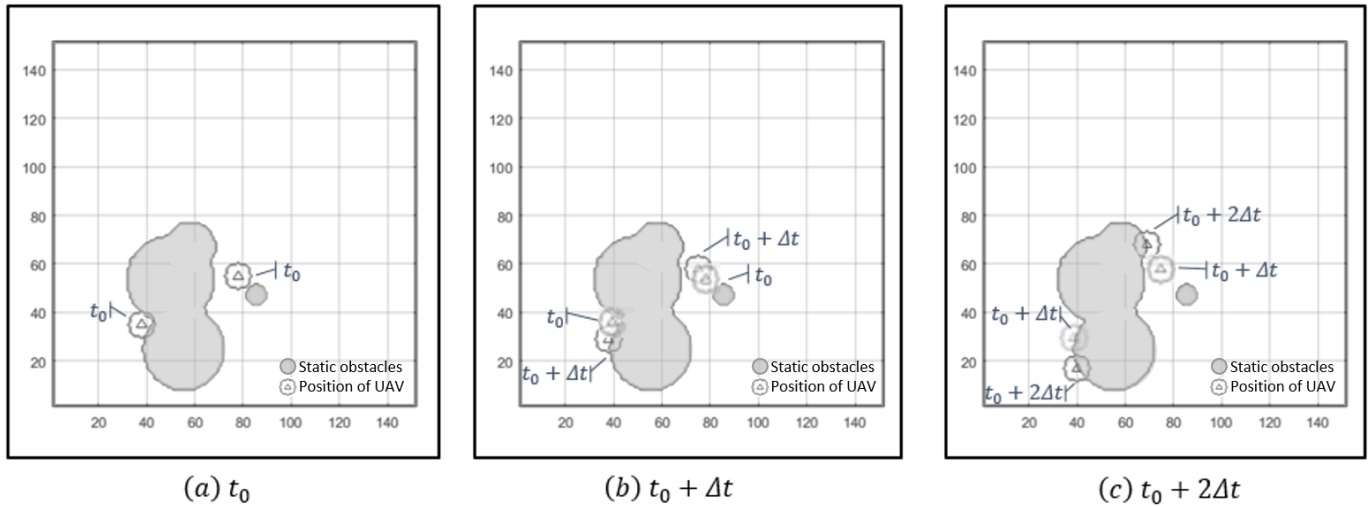 140
120
100
80
60
40
20
20 40 60 80 100 120 140
t₀
t₀
Static obstacles
Position of UAV
(a) t₀
140
120
100
80
60
40
20
20 40 60 80 100 120 140
t₀ + Δt
t₀
t₀
t₀ + Δt
Static obstacles
Position of UAV
(b) t₀ + Δt
140
120
100
80
60
40
20
20 40 60 80 100 120 140
t₀ + 2Δt
t₀ + Δt
t₀ + Δt
t₀ + 2Δt
Static obstacles
Position of UAV
(c) t₀ + 2Δt